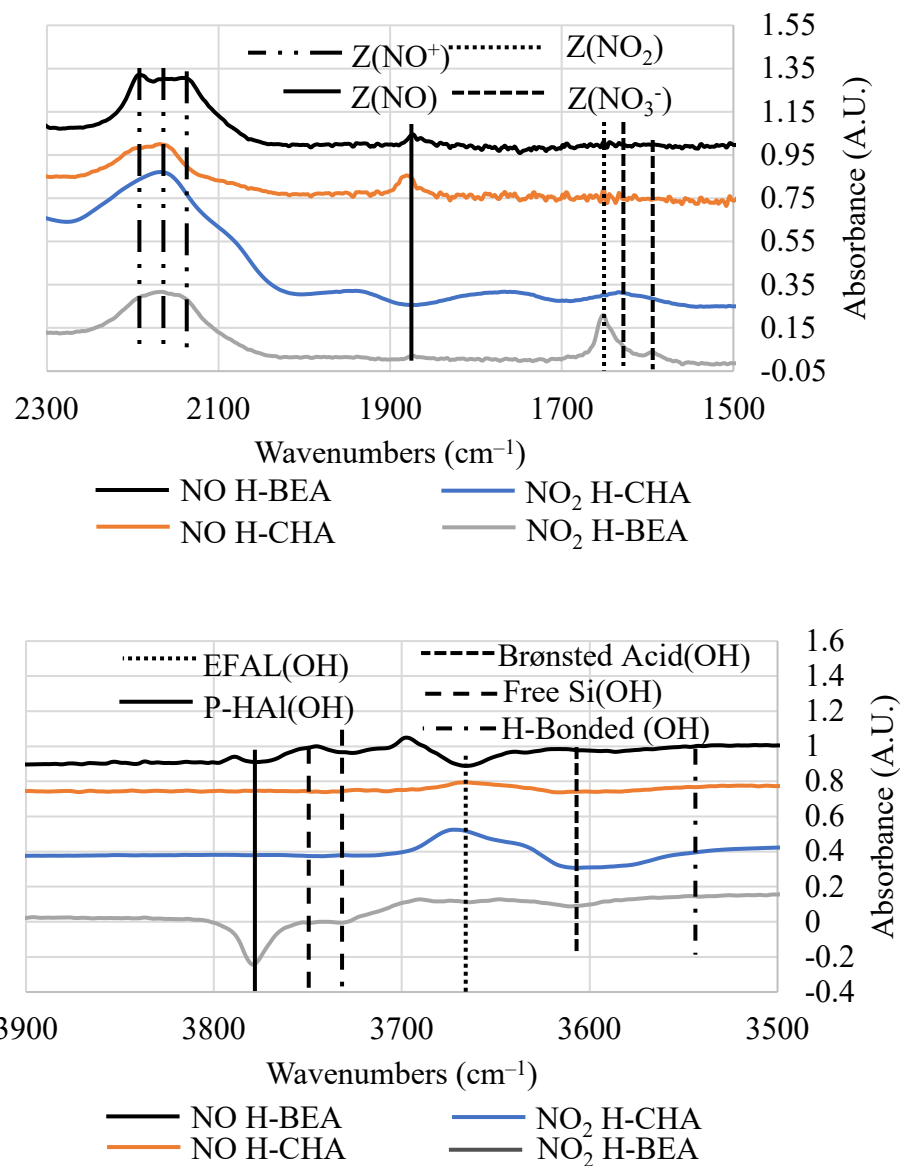 1.55
Z(NO⁺) Z(NO₂)
1.35
Z(NO) Z(NO₃⁻)
1.15
0.95
0.75
0.55
0.35
0.15
-0.05
Absorbance (A.U.)
2300 2100 1900 1700 1500
Wavenumbers (cm⁻¹)
NO H-BEA NO₂ H-CHA
NO H-CHA NO₂ H-BEA
1.6
EFAL(OH) Brønsted Acid(OH)
1.4
P-HAl(OH) Free Si(OH)
1.2
H-Bonded (OH)
1
0.8
0.6
0.4
0.2
0
-0.2
-0.4
Absorbance (A.U.)
3900 3800 3700 3600 3500
Wavenumbers (cm⁻¹)
NO H-BEA NO₂ H-CHA
NO H-CHA NO₂ H-BEA